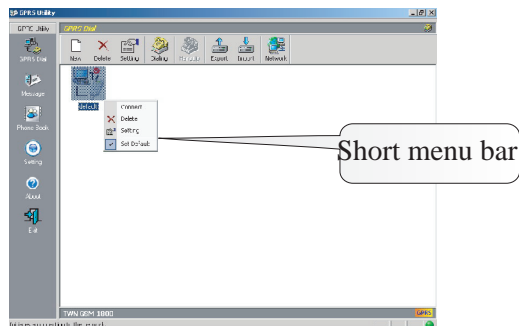 GPRS Utility
GPRS Utility
GPRS Dial
New Delete Setting Dialing Export Import Network
GPRS Dial
Message
Phone Book
Setting
About
Exit
default
Connect
Delete
Setting
Set Default
Short menu bar
TWN GSM 1800
GPRS